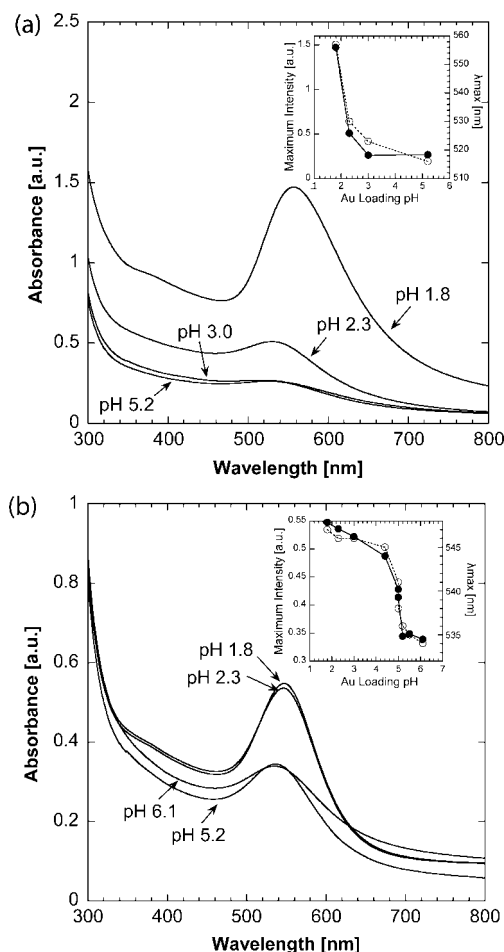 (a)
2.5
2
1.5
1
0.5
0
Absorbance [a.u.]
300 400 500 600 700 800
Wavelength [nm]
pH 1.8
pH 2.3
pH 3.0
pH 5.2
1.5
1
0.5
0
Maximum Intensity [a.u.]
1 2 3 4 5 6
Au Loading pH
560
550
540
530
520
510
λmax [nm]
(b)
1
0.8
0.6
0.4
0.2
0
Absorbance [a.u.]
300 400 500 600 700 800
Wavelength [nm]
pH 1.8
pH 2.3
pH 6.1
pH 5.2
0.55
0.5
0.45
0.4
0.35
0.3
Maximum Intensity [a.u.]
1 2 3 4 5 6 7
Au Loading pH
545
540
535
λmax [nm]